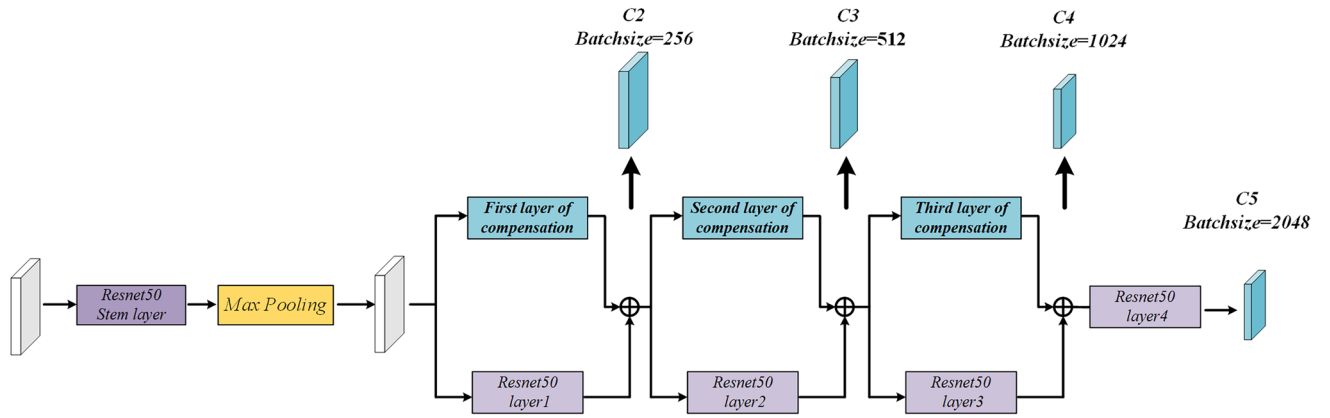 C2
Batchsize=256
C3
Batchsize=512
C4
Batchsize=1024
First layer of
compensation
Second layer of
compensation
Third layer of
compensation
C5
Batchsize=2048
Resnet50
Stem layer
Max Pooling
Resnet50
layer4
Resnet50
layer1
Resnet50
layer2
Resnet50
layer3